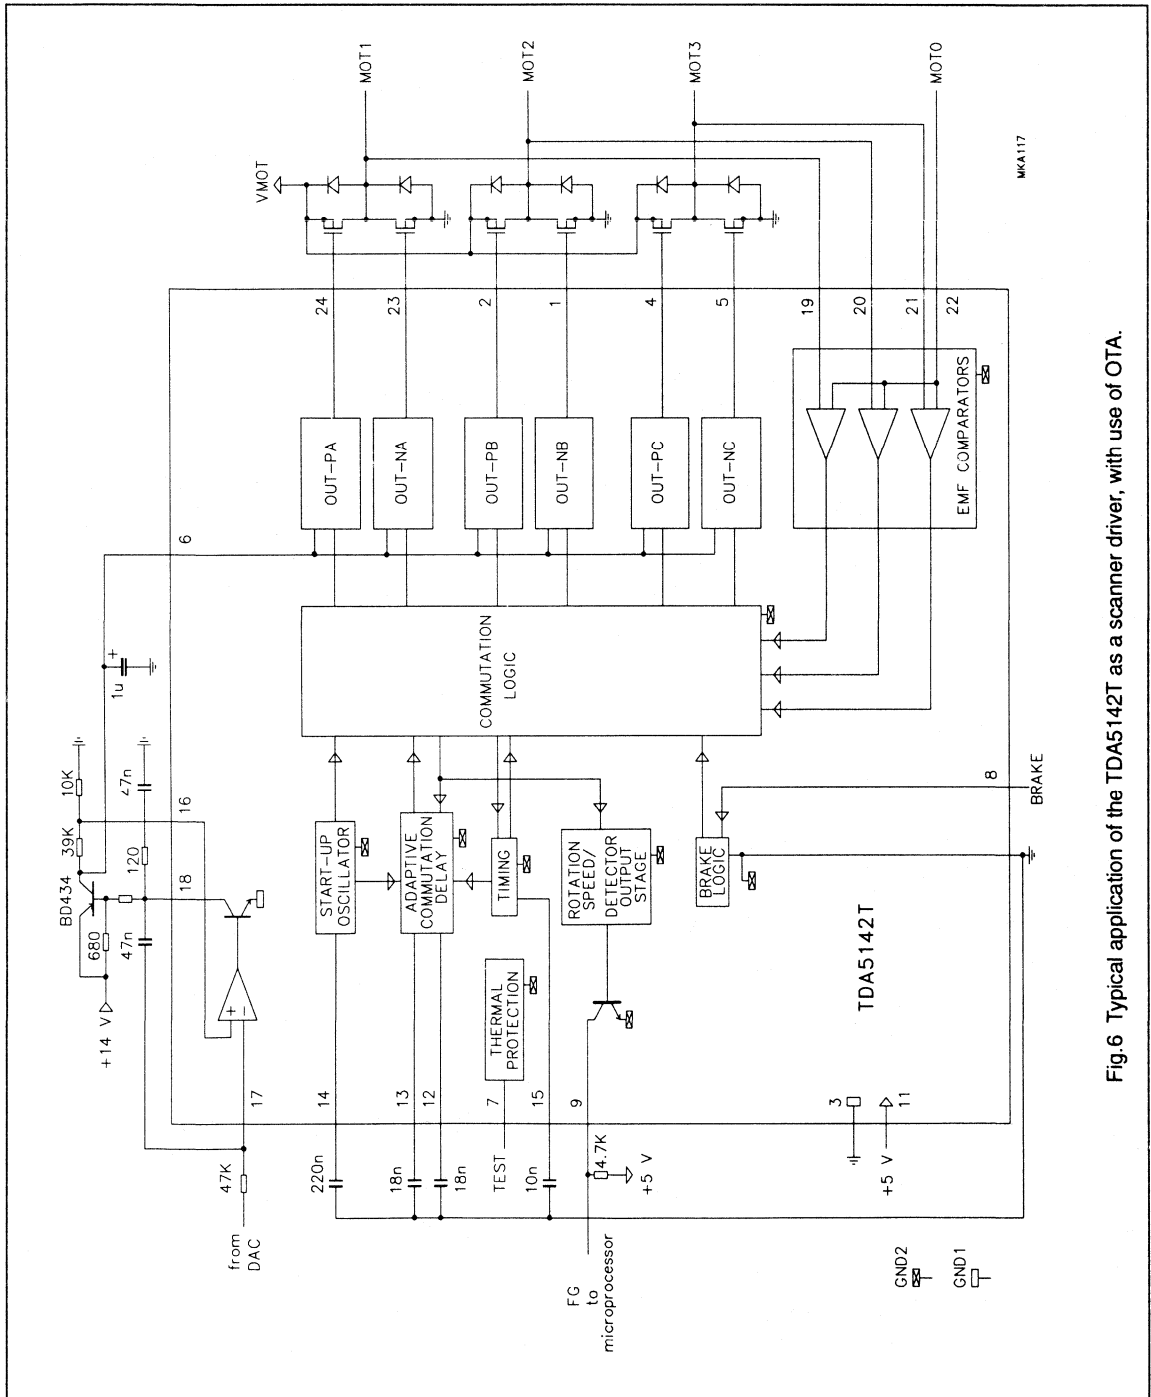 MOT1
MOT2
MOT3
MOT0
VMOT
MKA117
24
23
2
1
4
5
19
20
21
22
OUT-PA
OUT-NA
OUT-PB
OUT-NB
OUT-PC
OUT-NC
EMF COMPARATORS
6
1u
+
COMMUTATION
LOGIC
10K
39K
BD434
680
+14 V
47n
120
47n
16
18
+
-
17
START-UP
OSCILLATOR
ADAPTIVE
COMMUTATION
DELAY
TIMING
ROTATION
SPEED/
DETECTOR
OUTPUT
STAGE
BRAKE
LOGIC
8
BRAKE
THERMAL
PROTECTION
TDA5142T
14
13
12
7
15
9
3
11
47K
from
DAC
220n
18n
18n
TEST
10n
4.7K
+5 V
+5 V
FG
to
microprocessor
GND2
GND1
Fig.6 Typical application of the TDA5142T as a scanner driver, with use of OTA.